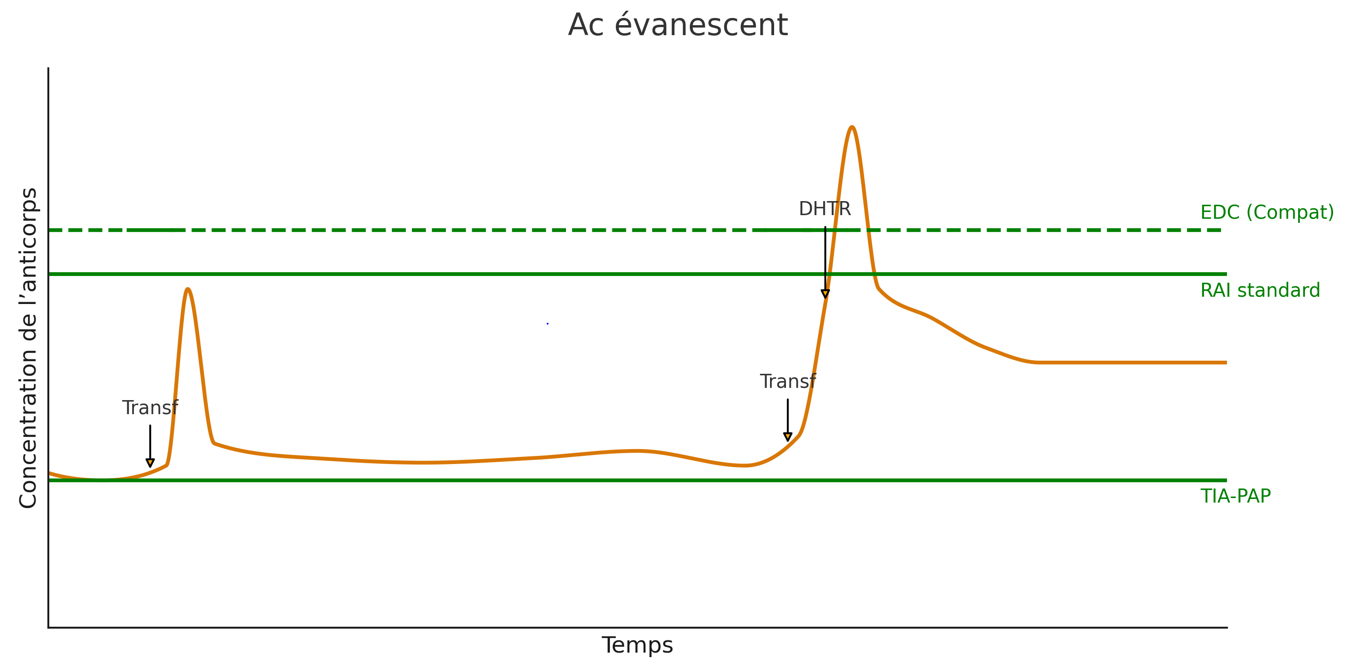 Ac évanescent
Concentration de l’anticorps
DHTR
EDC (Compat)
RAI standard
Transf
Transf
TIA-PAP
Temps